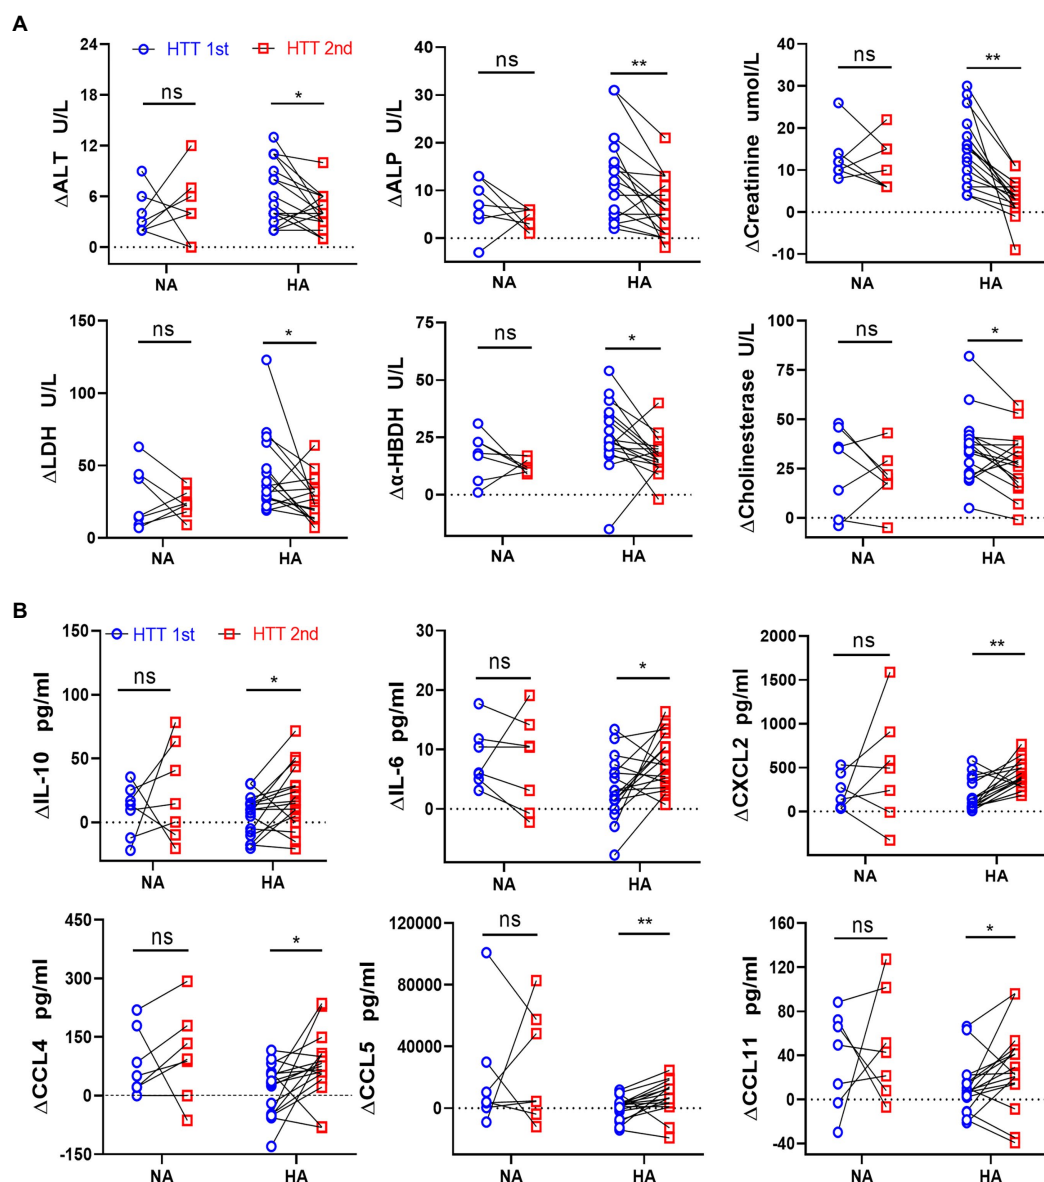 A
HTT 1st HTT 2nd
ΔALT U/L
24
18
12
6
0
ns
*
NA HA
ΔALP U/L
40
30
20
10
0
ns
**
NA HA
ΔCreatinine umol/L
40
30
20
10
0
-10
ns
**
NA HA
ΔLDH U/L
150
100
50
0
ns
*
NA HA
Δα-HBDH U/L
75
50
25
0
ns
*
NA HA
ΔCholinesterase U/L
100
75
50
25
0
ns
*
NA HA
B
HTT 1st HTT 2nd
ΔIL-10 pg/ml
150
100
50
0
ns
*
NA HA
ΔIL-6 pg/ml
30
20
10
0
ns
*
NA HA
ΔCXCL2 pg/ml
2000
1500
1000
500
0
-500
ns
**
NA HA
ΔCCL4 pg/ml
450
300
150
0
-150
ns
*
NA HA
ΔCCL5 pg/ml
120000
80000
40000
0
ns
**
NA HA
ΔCCL11 pg/ml
160
120
80
40
0
-40
ns
*
NA HA